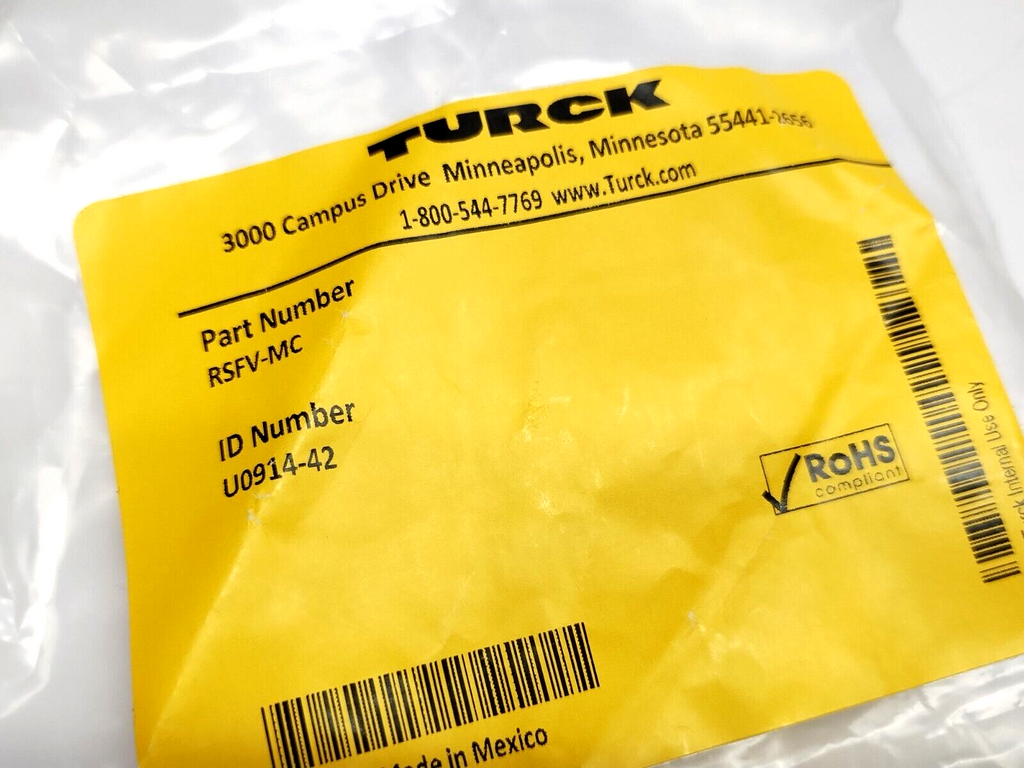 TURCK
3000 Campus Drive Minneapolis, Minnesota 55441-2656
1-800-544-7769 www.Turck.com
Part Number
RSFV-MC
ID Number
U0914-42
RoHS
compliant
Internal Use Only
Made in Mexico